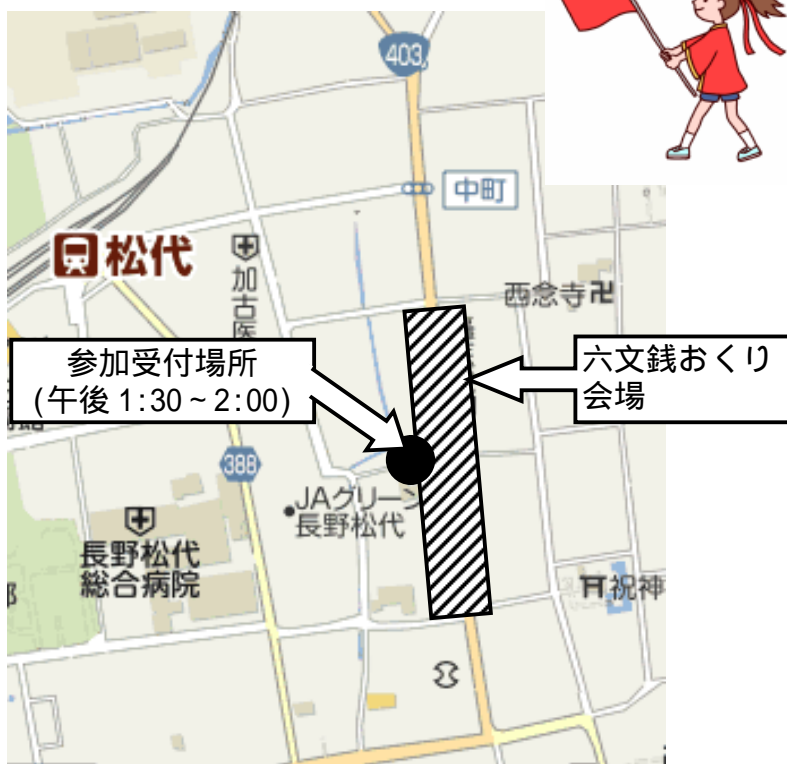 403
中町
松代
加古医
西念寺
参加受付場所
(午後 1:30~2:00)
六文銭おくり
会場
388
JAグリーン
長野松代
長野松代
総合病院
祝神